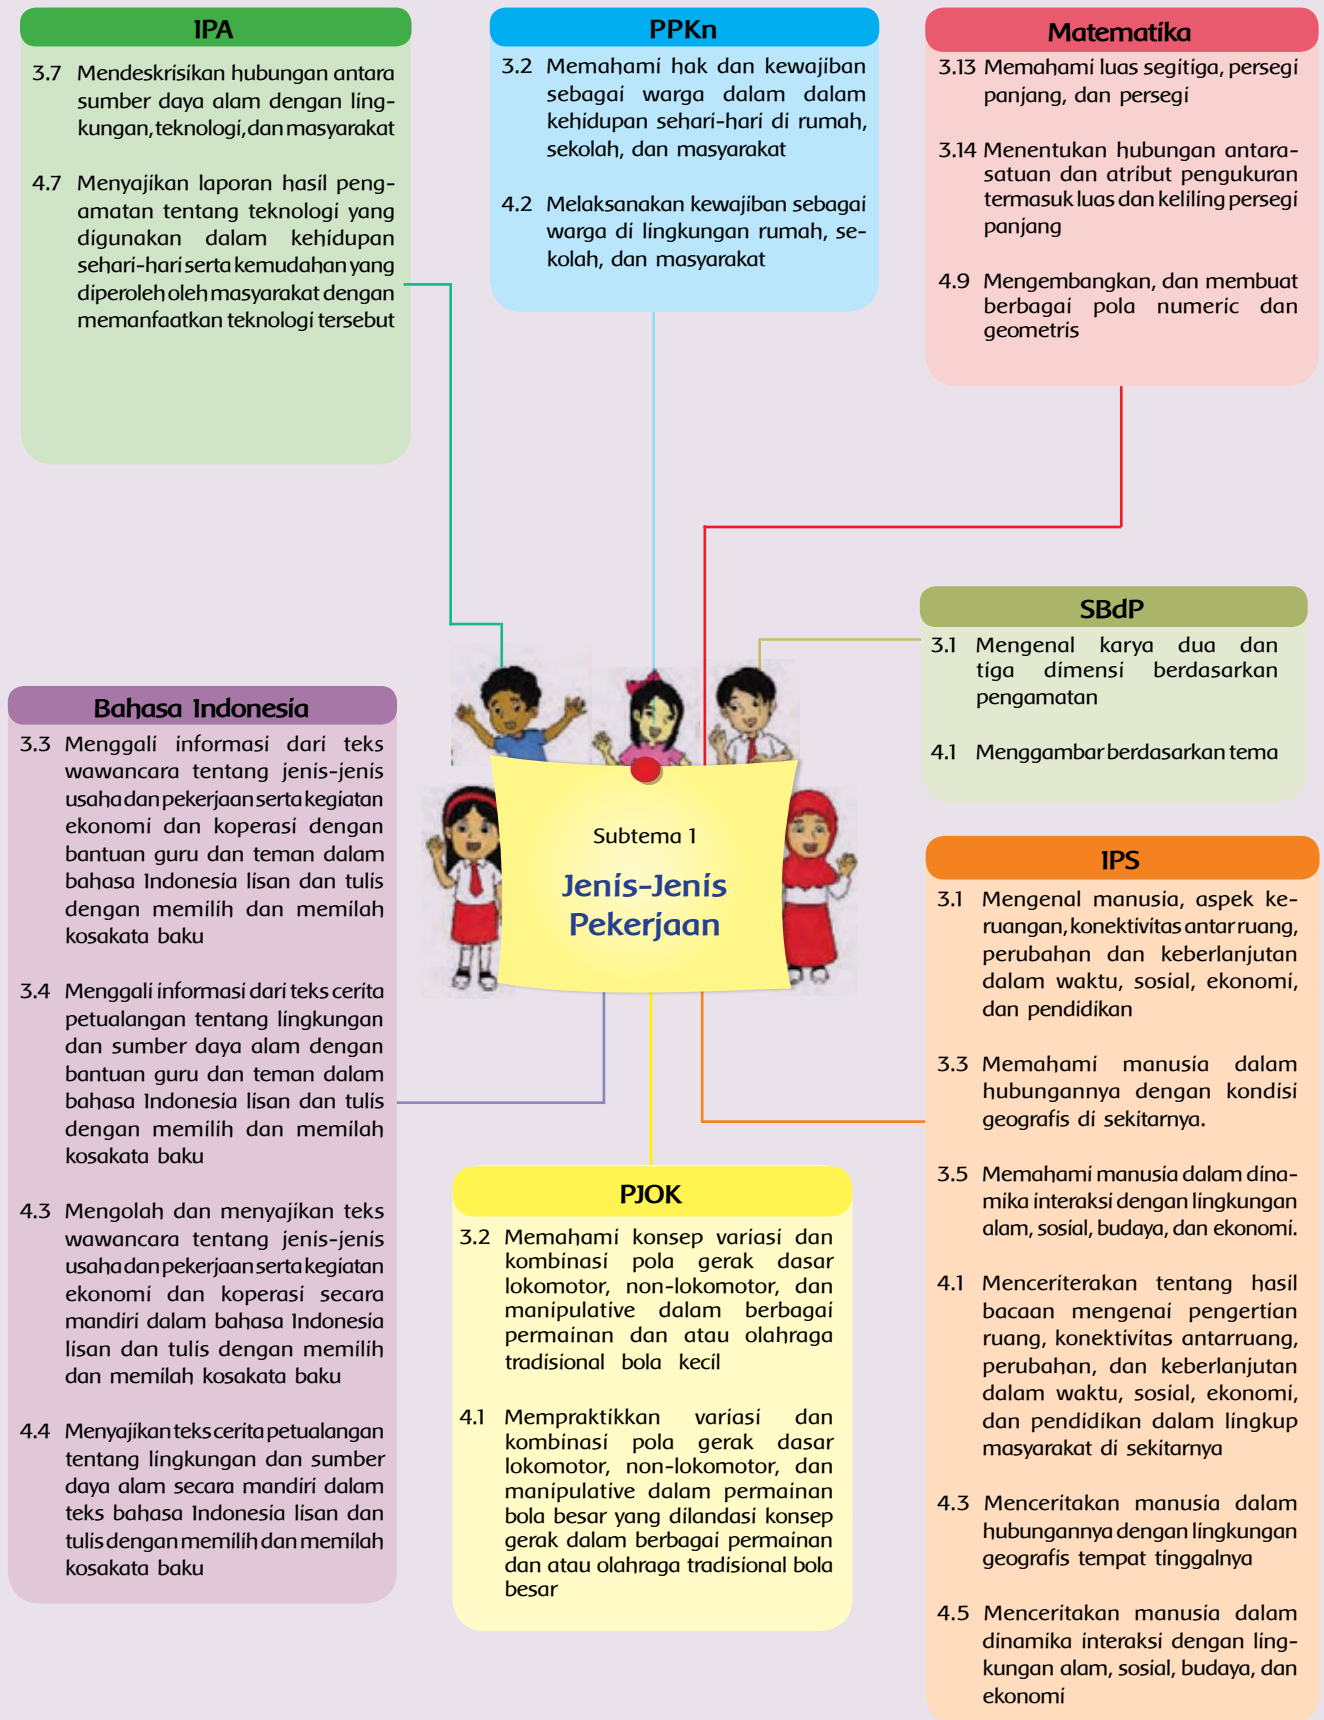 IPA
3.7 Mendeskrisikan hubungan antara
sumber daya alam dengan ling-
kungan, teknologi, dan masyarakat
4.7 Menyajikan laporan hasil peng-
amatan tentang teknologi yang
digunakan dalam kehidupan
sehari-hari serta kemudahan yang
diperoleh oleh masyarakat dengan
memanfaatkan teknologi tersebut
PPKn
3.2 Memahami hak dan kewajiban
sebagai warga dalam dalam
kehidupan sehari-hari di rumah,
sekolah, dan masyarakat
4.2 Melaksanakan kewajiban sebagai
warga di lingkungan rumah, se-
kolah, dan masyarakat
Matematika
3.13 Memahami luas segitiga, persegi
panjang, dan persegi
3.14 Menentukan hubungan antara-
satuan dan atribut pengukuran
termasuk luas dan keliling persegi
panjang
4.9 Mengembangkan, dan membuat
berbagai pola numeric dan
geometris
SBdP
3.1 Mengenal karya dua dan
tiga dimensi berdasarkan
pengamatan
4.1 Menggambar berdasarkan tema
Subtema 1
Jenis-Jenis
Pekerjaan
Bahasa Indonesia
3.3 Menggali informasi dari teks
wawancara tentang jenis-jenis
usaha dan pekerjaan serta kegiatan
ekonomi dan koperasi dengan
bantuan guru dan teman dalam
bahasa Indonesia lisan dan tulis
dengan memilih dan memilah
kosakata baku
3.4 Menggali informasi dari teks cerita
petualangan tentang lingkungan
dan sumber daya alam dengan
bantuan guru dan teman dalam
bahasa Indonesia lisan dan tulis
dengan memilih dan memilah
kosakata baku
4.3 Mengolah dan menyajikan teks
wawancara tentang jenis-jenis
usaha dan pekerjaan serta kegiatan
ekonomi dan koperasi secara
mandiri dalam bahasa Indonesia
lisan dan tulis dengan memilih
dan memilah kosakata baku
4.4 Menyajikan teks cerita petualangan
tentang lingkungan dan sumber
daya alam secara mandiri dalam
teks bahasa Indonesia lisan dan
tulis dengan memilih dan memilah
kosakata baku
PJOK
3.2 Memahami konsep variasi dan
kombinasi pola gerak dasar
lokomotor, non-lokomotor, dan
manipulative dalam berbagai
permainan dan atau olahraga
tradisional bola kecil
4.1 Mempraktikkan variasi dan
kombinasi pola gerak dasar
lokomotor, non-lokomotor, dan
manipulative dalam permainan
bola besar yang dilandasi konsep
gerak dalam berbagai permainan
dan atau olahraga tradisional bola
besar
IPS
3.1 Mengenal manusia, aspek ke-
ruangan, konektivitas antar ruang,
perubahan dan keberlanjutan
dalam waktu, sosial, ekonomi,
dan pendidikan
3.3 Memahami manusia dalam
hubungannya dengan kondisi
geografis di sekitarnya.
3.5 Memahami manusia dalam dina-
mika interaksi dengan lingkungan
alam, sosial, budaya, dan ekonomi.
4.1 Menceriterakan tentang hasil
bacaan mengenai pengertian
ruang, konektivitas antarruang,
perubahan, dan keberlanjutan
dalam waktu, sosial, ekonomi,
dan pendidikan dalam lingkup
masyarakat di sekitarnya
4.3 Menceritakan manusia dalam
hubungannya dengan lingkungan
geografis tempat tinggalnya
4.5 Menceritakan manusia dalam
dinamika interaksi dengan ling-
kungan alam, sosial, budaya, dan
ekonomi